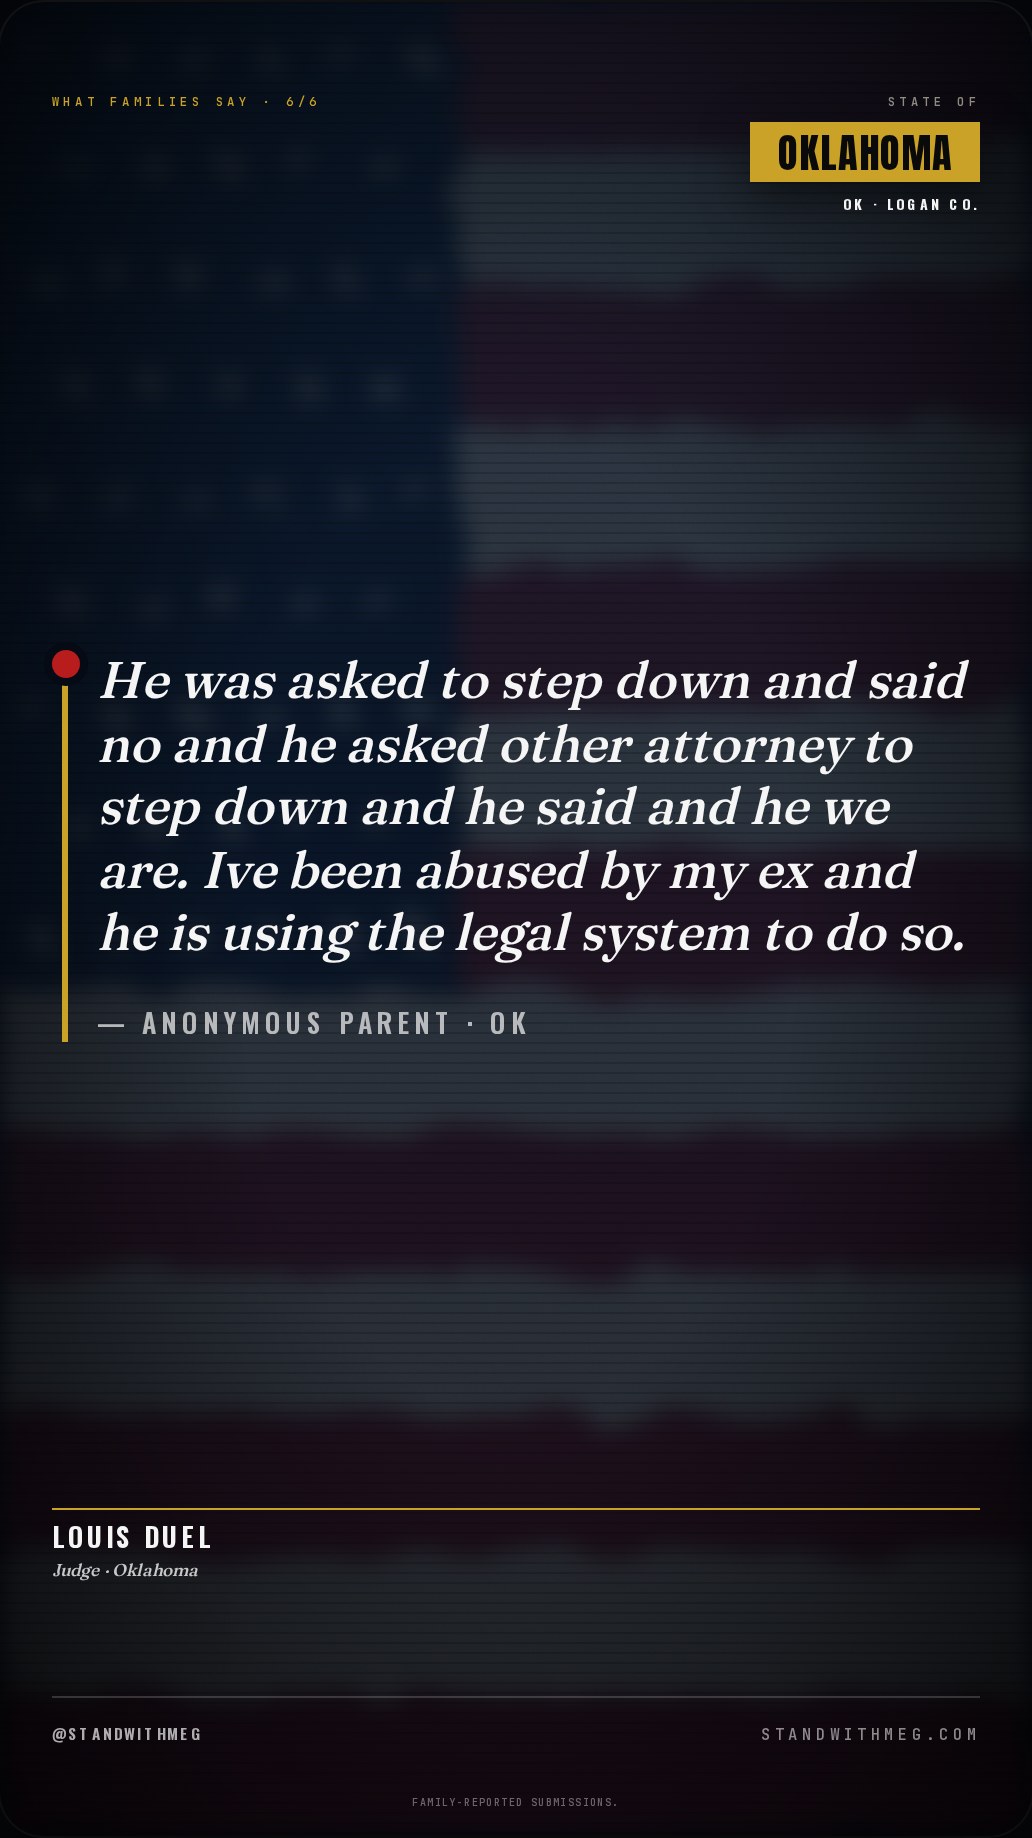 WHAT FAMILIES SAY · 6/6
STATE OF
OKLAHOMA
OK · LOGAN CO.
He was asked to step down and said
no and he asked other attorney to
step down and he said and he we
are. Ive been abused by my ex and
he is using the legal system to do so.
— ANONYMOUS PARENT · OK
LOUIS DUEL
Judge · Oklahoma
@STANDWITHMEG
STANDWITHMEG.COM
FAMILY-REPORTED SUBMISSIONS.